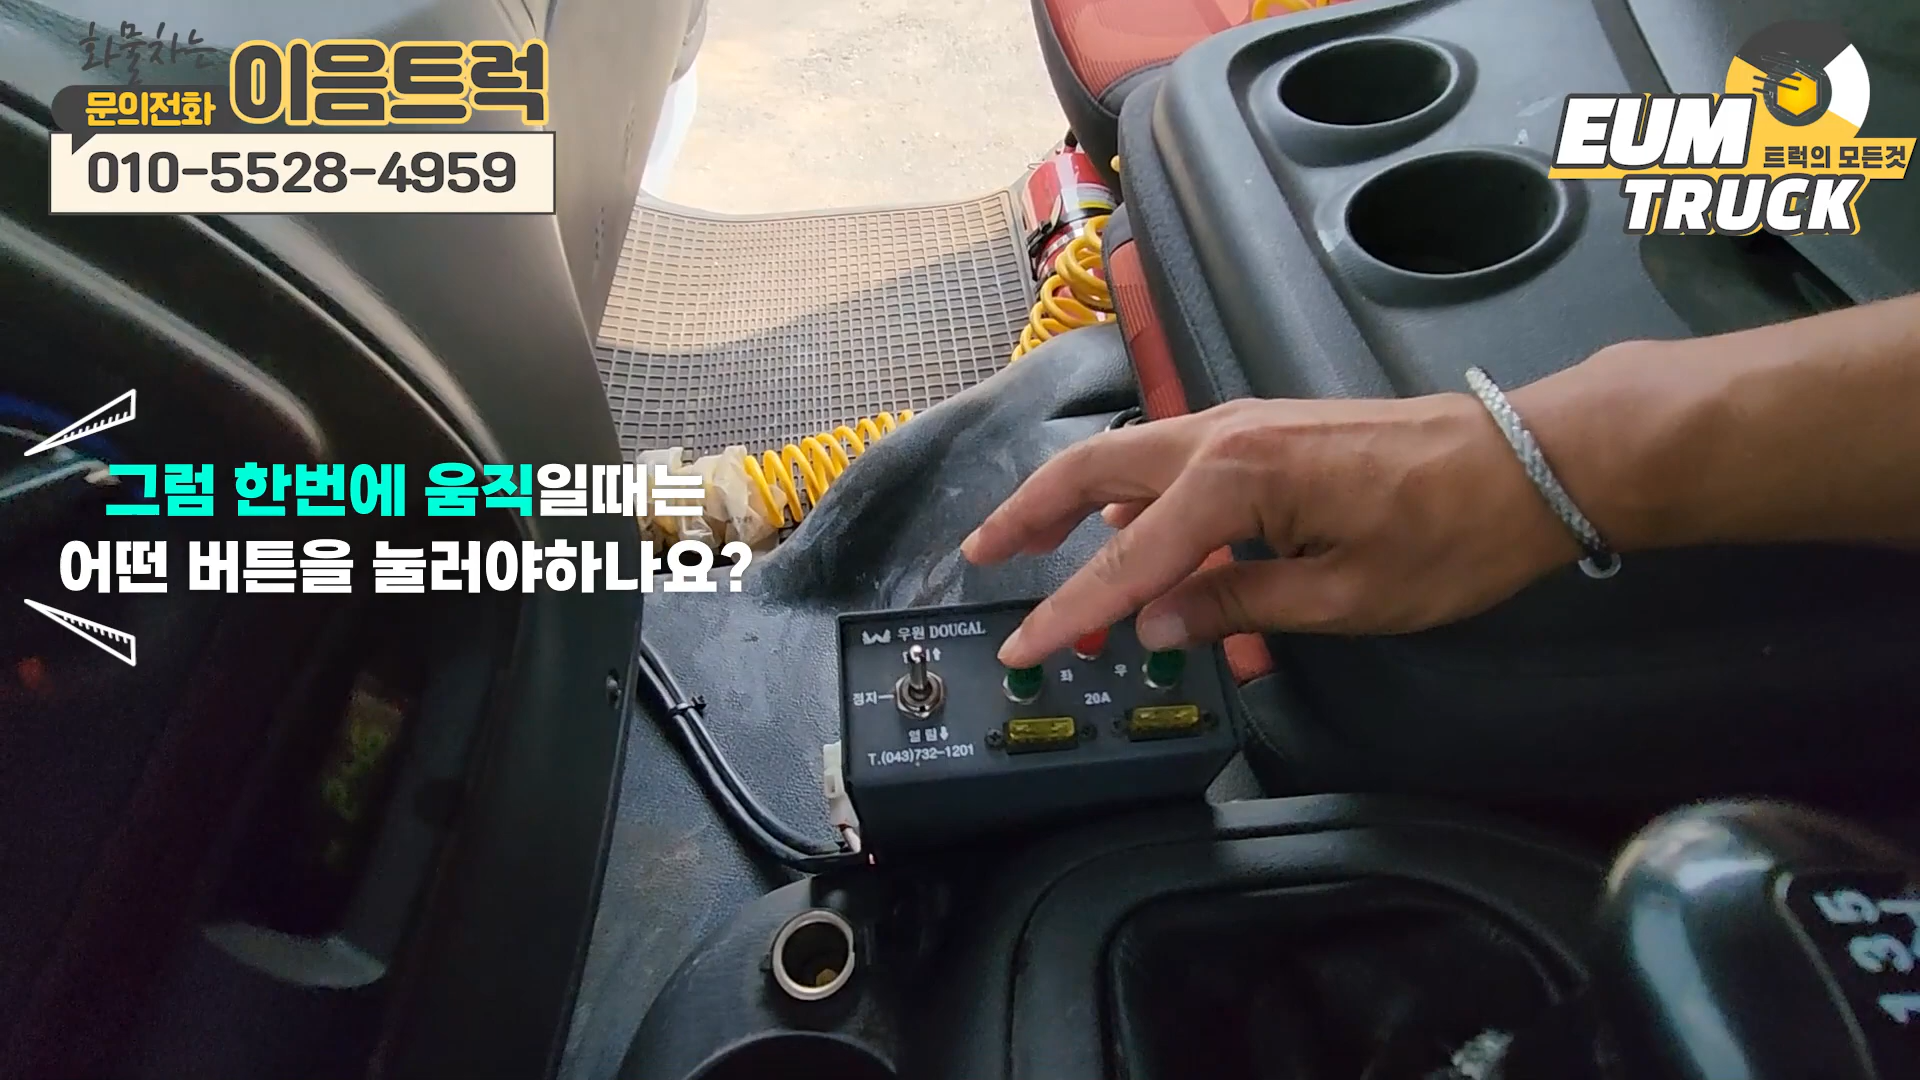 화물차는
문의전화 이음트럭
010-5528-4959
EUM
트럭의 모든것
TRUCK
그럼 한번에 움직일때는
어떤 버튼을 눌러야하나요?
우원 DOUGAL
정지
좌
우
20A
열 림
T.(043)732-1201
5
3
1